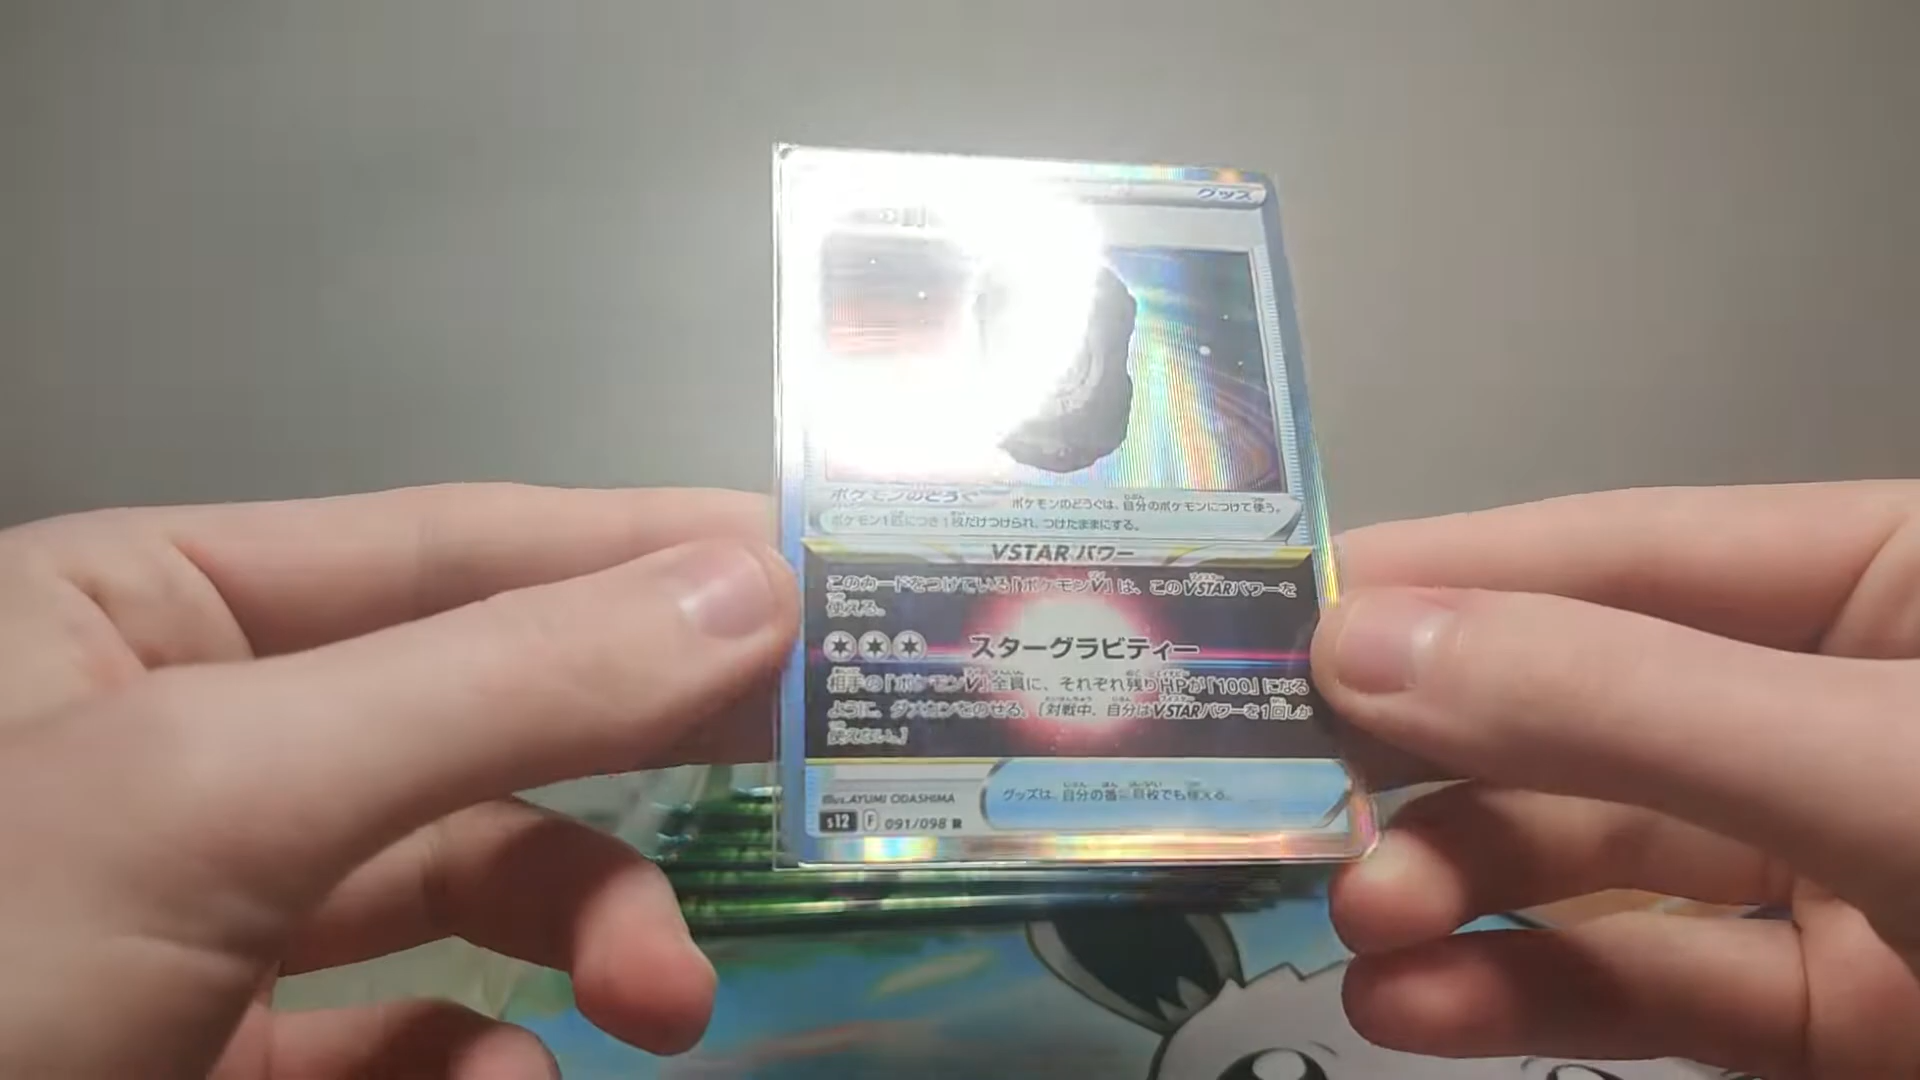 グッズ
ポケモンのどうぐ
ポケモンのどうぐは、自分のポケモンにつけて使う。
ポケモン1匹につき1枚だけつけられ、つけたままにする。
VSTARパワー
このカードをつけている「ポケモンV」は、このVSTARパワーを
使える。
スターグラビティー
相手の「ポケモンV」全員に、それぞれ残りHPが「100」になる
ように、ダメカンをのせる。[対戦中、自分はVSTARパワーを1回しか
使えない。]
Illus. AYUMI ODASHIMA
グッズは、自分の番に何枚でも使える。
s12 F 091/098 R